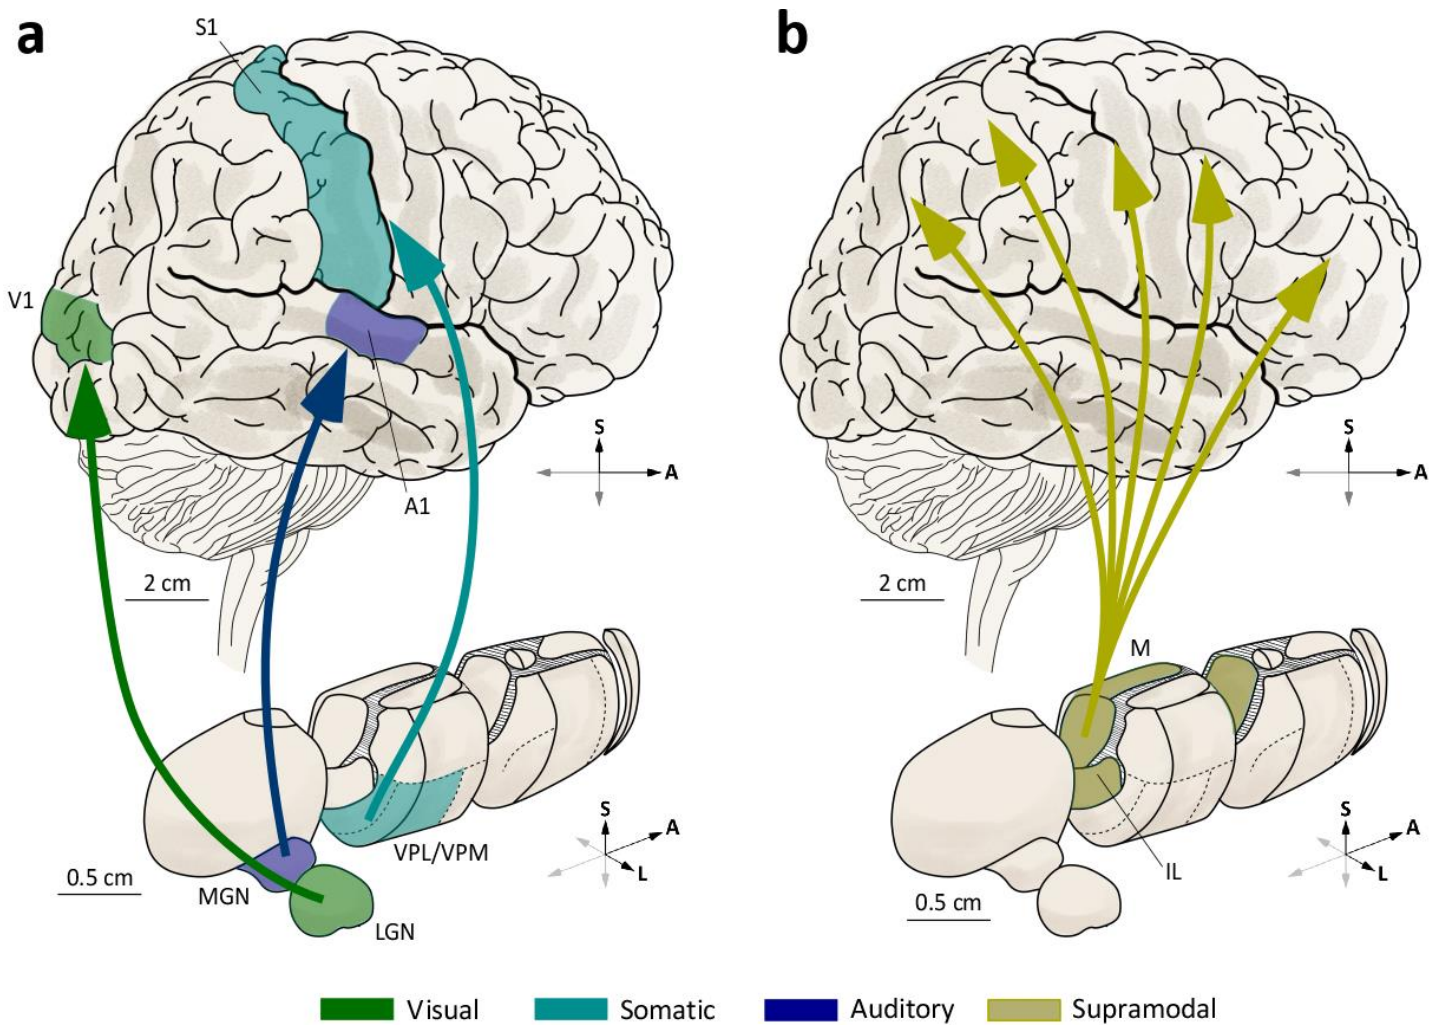 a
b
S1
V1
S
A
A1
2 cm
VPL/VPM
S
A
L
0.5 cm
MGN
LGN
S
A
2 cm
M
S
A
L
IL
0.5 cm
Visual
Somatic
Auditory
Supramodal